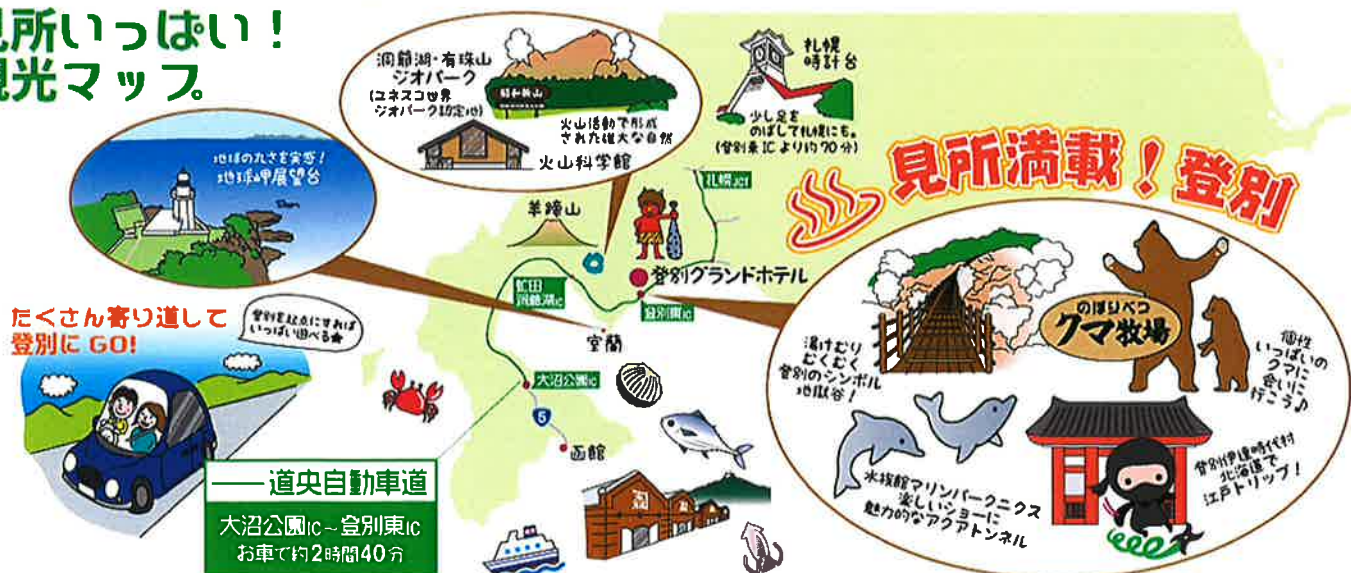 見所いっぱい！
観光マップ
洞爺湖・有珠山
ジオパーク
(ユネスコ世界
ジオパーク認定地)
昭和新山
火山活動で形成
された雄大な自然
火山科学館
札幌
時計台
少し足を
のばして札幌にも。
(登別東ICより約70分)
地球の丸さを実感！
地球岬展望台
見所満載！登別
札幌JCT
羊蹄山
登別グランドホテル
虻田
洞爺湖IC
登別東IC
室蘭
大沼公園IC
5
函館
たくさん寄り道して
登別にGO!
登別を起点にすれば
いっぱい遊べる★
道央自動車道
大沼公園IC～登別東IC
お車で約2時間40分
湯けむり
むくむく
登別のシンボル
地獄谷！
のぼりべつ
クマ牧場
個性
いっぱいの
クマに
会いに
行こう♪
水族館マリンパークニクス
楽しいショーに
魅力的なアクアトンネル
登別伊達時代村
北海道で
江戸トリップ！